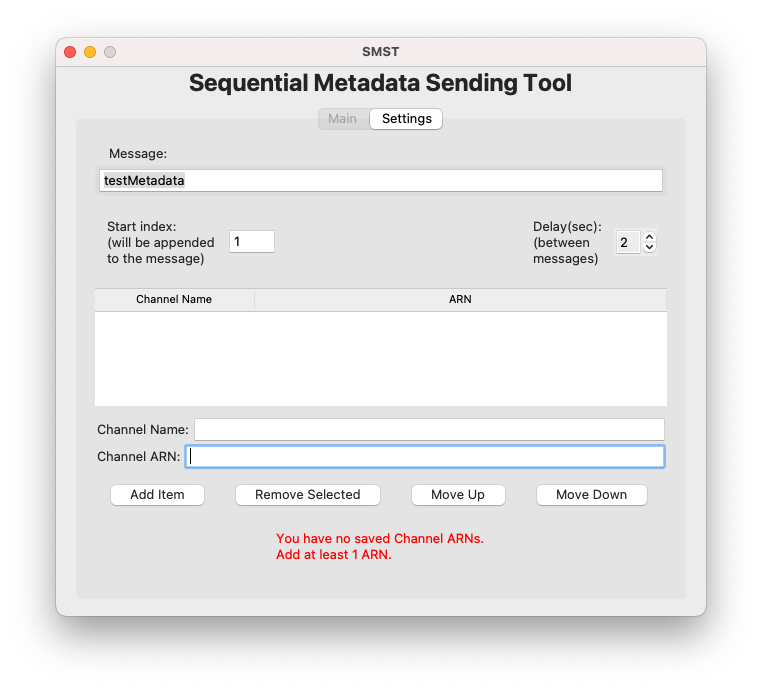 SMST
Sequential Metadata Sending Tool
Main Settings
Message:
testMetadata
Start index:
(will be appended
to the message)
1
Delay(sec):
(between
messages)
2
Channel Name ARN
Channel Name:
Channel ARN:
Add Item Remove Selected Move Up Move Down
You have no saved Channel ARNs.
Add at least 1 ARN.